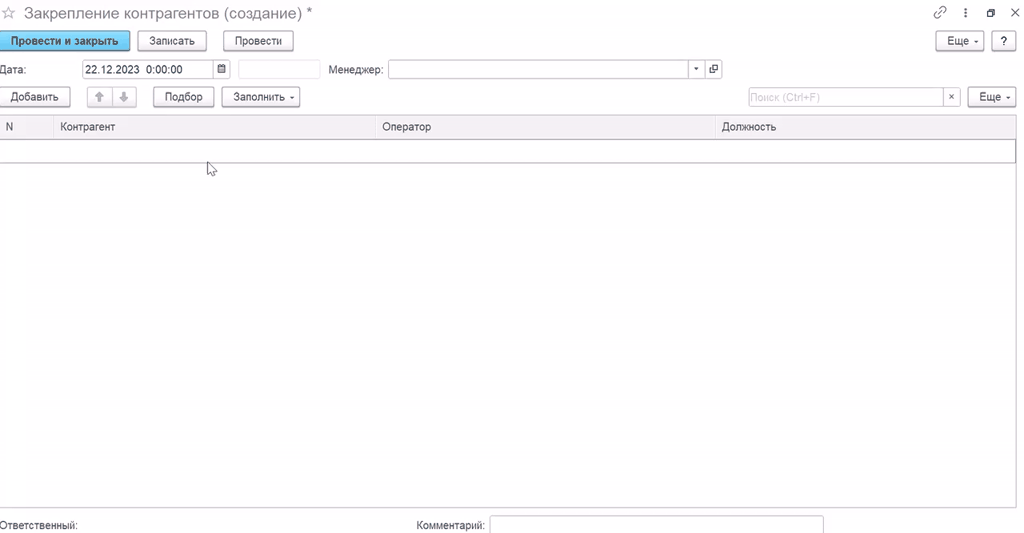 Закрепление контрагентов (создание) *
Провести и закрыть Записать Провести Еще ?
Дата: 22.12.2023 0:00:00 Менеджер:
Добавить Подбор Заполнить Поиск (Ctrl+F) × Еще
N Контрагент Оператор Должность
Ответственный: Комментарий: